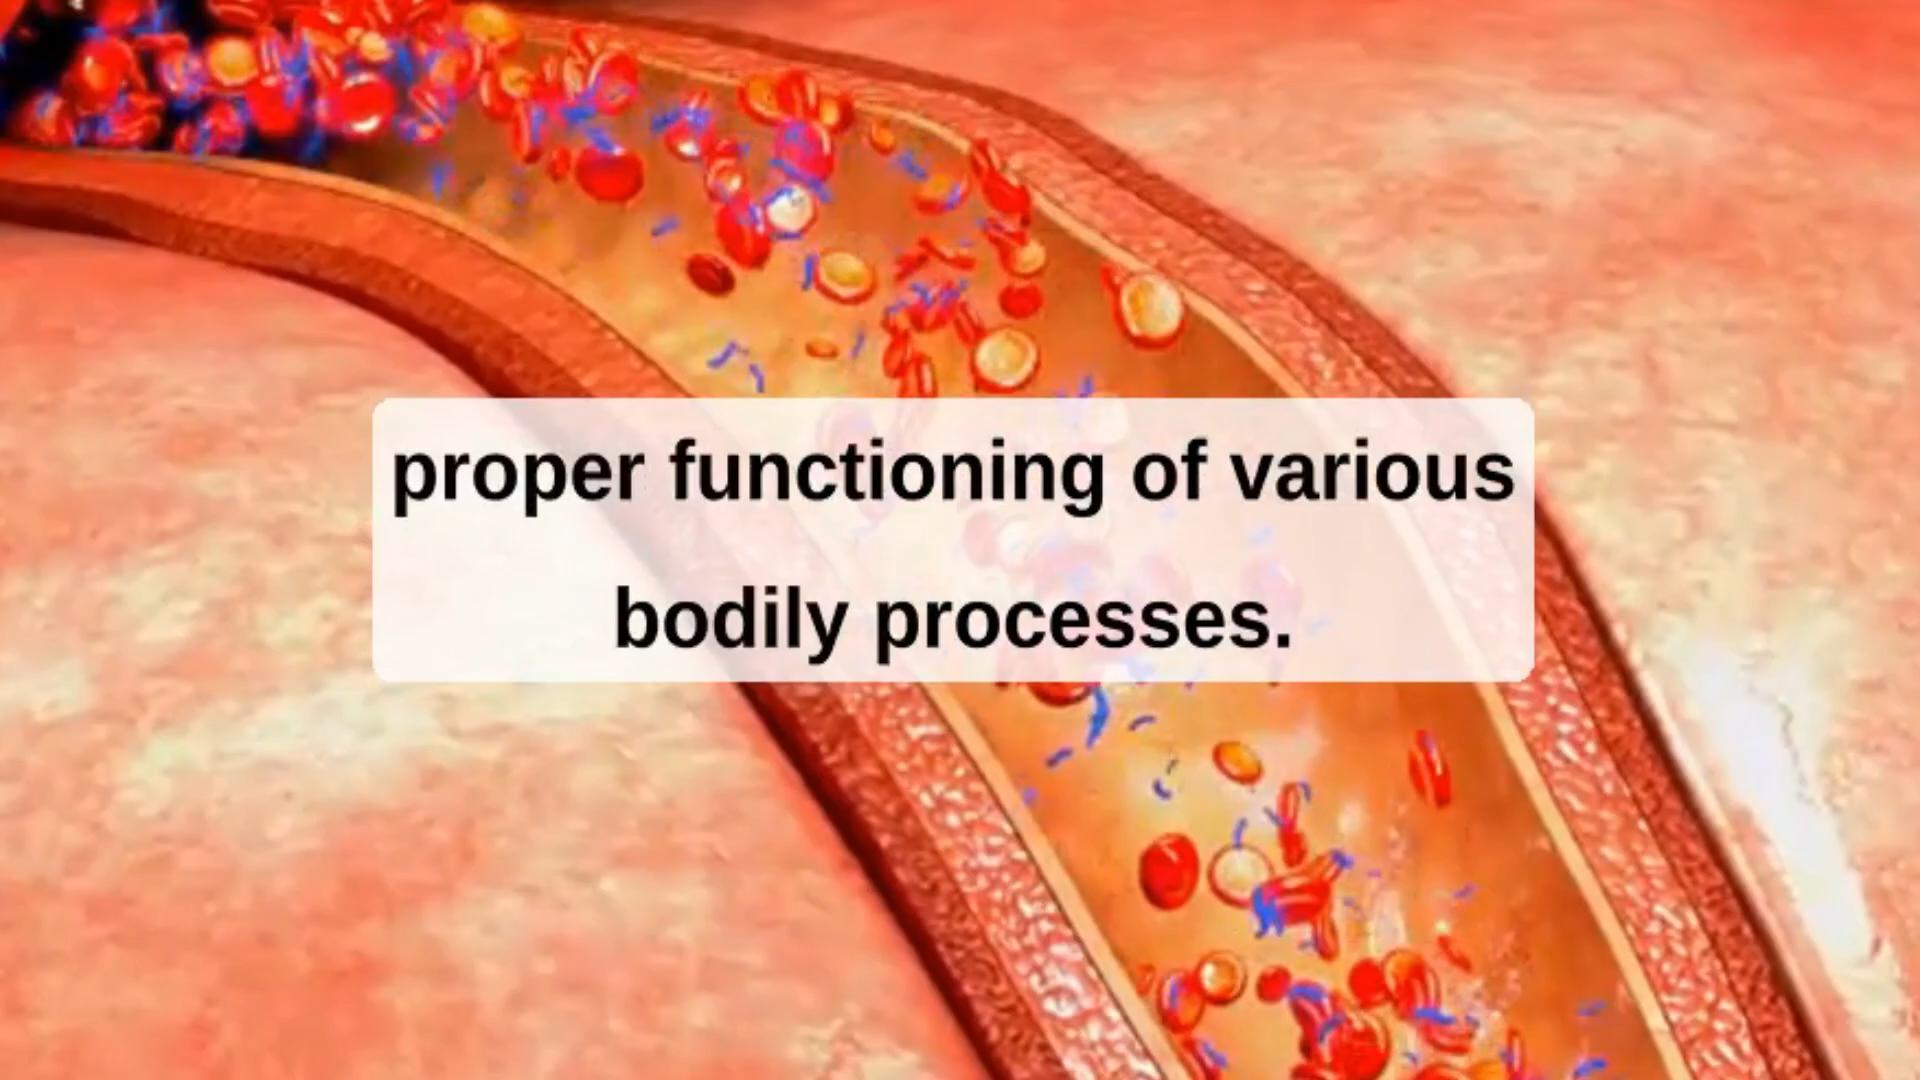 proper functioning of various
bodily processes.